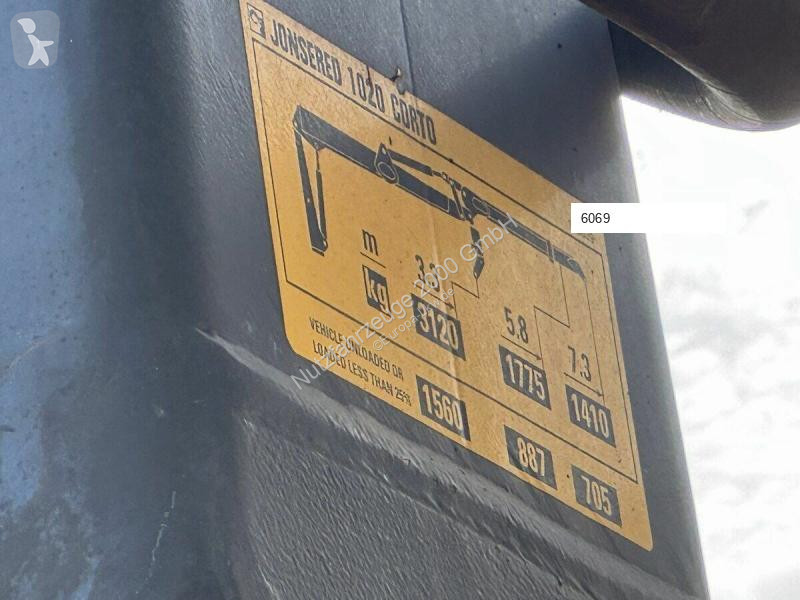 JONSERED 1020 CORTO
6069
m 3.3 5.8 7.3
kg 3120 1775 1410
VEHICLE UNLOADED OR
LOADED LESS THAN 25%
1560 887 705
Nutzfahrzeuge 2000 GmbH